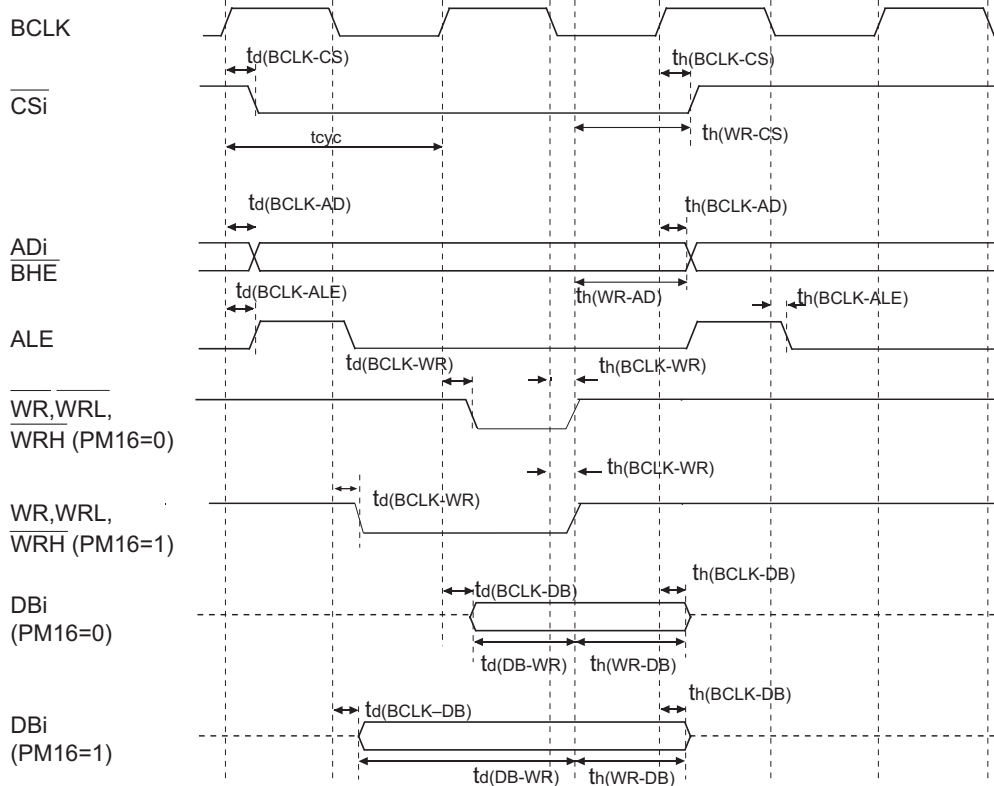 BCLK
td(BCLK-CS)
th(BCLK-CS)
CSi
tcyc
th(WR-CS)
td(BCLK-AD)
th(BCLK-AD)
ADi
BHE
td(BCLK-ALE)
th(WR-AD)
th(BCLK-ALE)
ALE
td(BCLK-WR)
th(BCLK-WR)
WR,WRL,
WRH (PM16=0)
th(BCLK-WR)
td(BCLK-WR)
WR,WRL,
WRH (PM16=1)
th(BCLK-DB)
td(BCLK-DB)
DBi
(PM16=0)
td(DB-WR)
th(WR-DB)
th(BCLK-DB)
td(BCLK–DB)
DBi
(PM16=1)
td(DB-WR)
th(WR-DB)